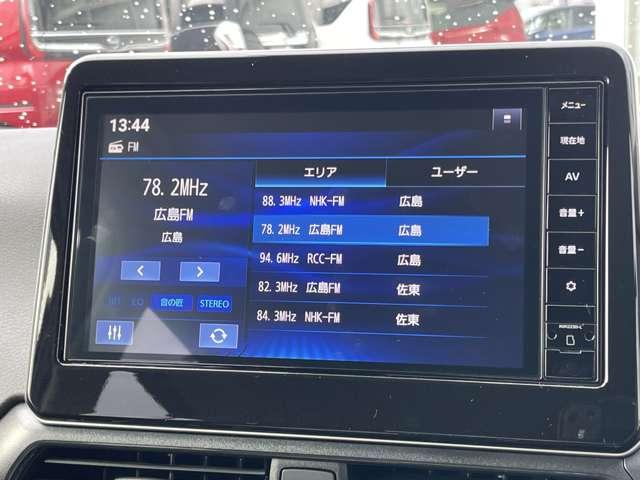 13:44
FM
78.2MHz
広島FM
広島
HIT EQ 音の匠 STEREO
エリア ユーザー
88.3MHz NHK-FM 広島
78.2MHz 広島FM 広島
94.6MHz RCC-FM 広島
82.3MHz 広島FM 佐東
84.3MHz NHK-FM 佐東
メニュー
現在地
AV
音量+
音量-